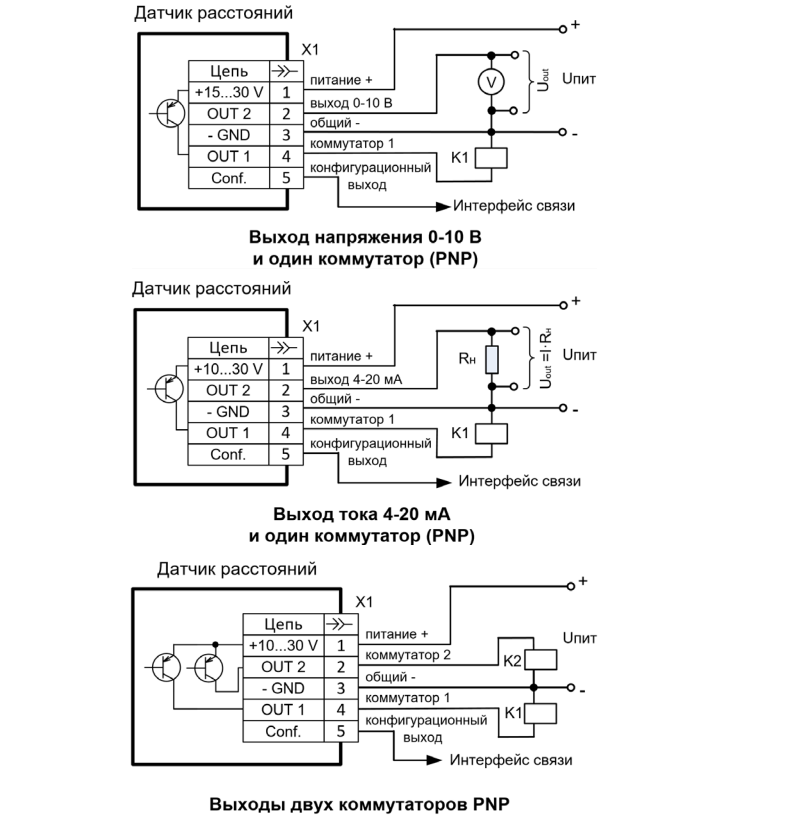 Датчик расстояний
X1
Цепь
+15...30 V 1
OUT 2 2
- GND 3
OUT 1 4
Conf. 5
питание +
выход 0-10 В
общий -
коммутатор 1
конфигурационный
выход
+
V
Uout
Uпит
-
K1
Интерфейс связи
Выход напряжения 0-10 В
и один коммутатор (PNP)
Датчик расстояний
X1
Цепь
+10...30 V 1
OUT 2 2
- GND 3
OUT 1 4
Conf. 5
питание +
выход 4-20 мА
общий -
коммутатор 1
конфигурационный
выход
+
Rн
Uout =I·Rн
Uпит
-
K1
Интерфейс связи
Выход тока 4-20 мА
и один коммутатор (PNP)
Датчик расстояний
X1
Цепь
+10...30 V 1
OUT 2 2
- GND 3
OUT 1 4
Conf. 5
питание +
коммутатор 2
общий -
коммутатор 1
конфигурационный
выход
+
Uпит
K2
-
K1
Интерфейс связи
Выходы двух коммутаторов PNP